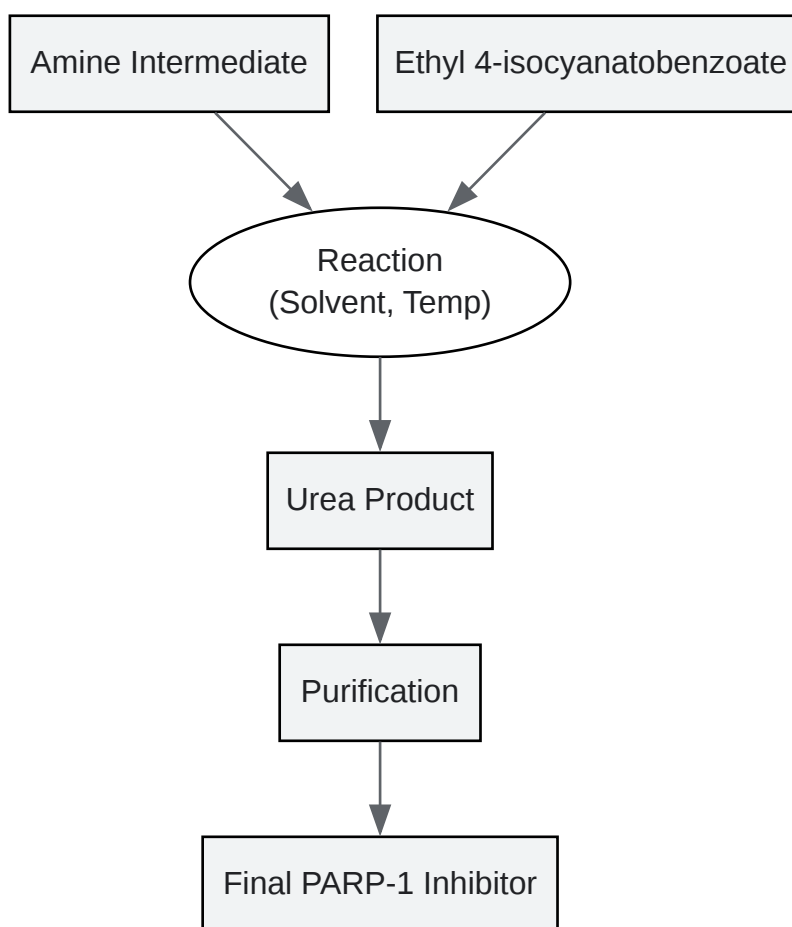 Amine Intermediate
Ethyl 4-isocyanatobenzoate
Reaction
(Solvent, Temp)
Urea Product
Purification
Final PARP-1 Inhibitor